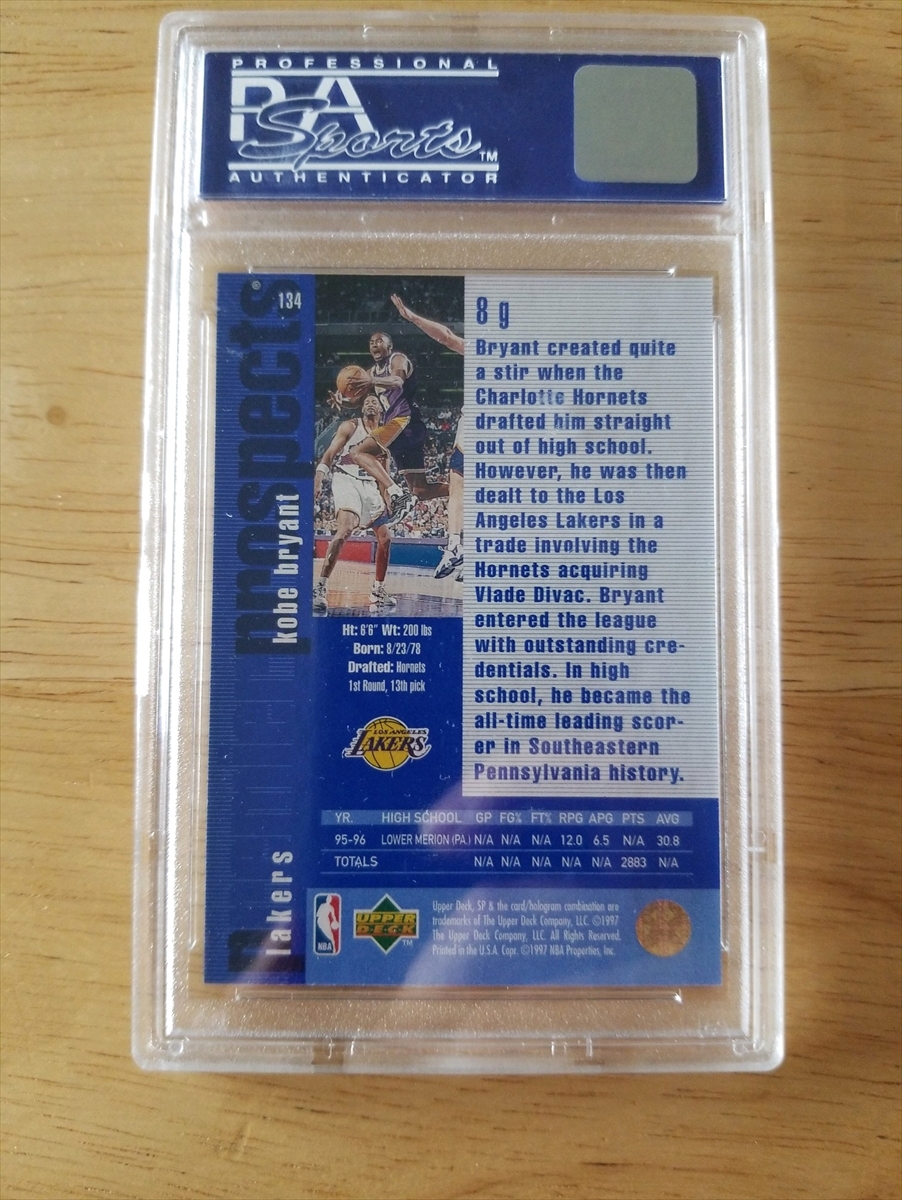 PROFESSIONAL
PA
Sports TM
AUTHENTICATOR
134
prospects®
kobe bryant
lakers
8 g
Bryant created quite
a stir when the
Charlotte Hornets
drafted him straight
out of high school.
However, he was then
dealt to the Los
Angeles Lakers in a
trade involving the
Hornets acquiring
Vlade Divac. Bryant
entered the league
with outstanding cre-
dentials. In high
school, he became the
all-time leading scor-
er in Southeastern
Pennsylvania history.
Ht: 6'6" Wt: 200 lbs
Born: 8/23/78
Drafted: Hornets
1st Round, 13th pick
LOS ANGELES
LAKERS
YR. HIGH SCHOOL GP FG% FT% RPG APG PTS AVG
95-96 LOWER MERION (PA.) N/A N/A N/A 12.0 6.5 N/A 30.8
TOTALS N/A N/A N/A N/A N/A 2883 N/A
NBA
UPPER
DECK TM
Upper Deck, SP & the card/hologram combination are
trademarks of The Upper Deck Company, LLC. ©1997
The Upper Deck Company, LLC. All Rights Reserved.
Printed in the U.S.A. Copr. ©1997 NBA Properties, Inc.